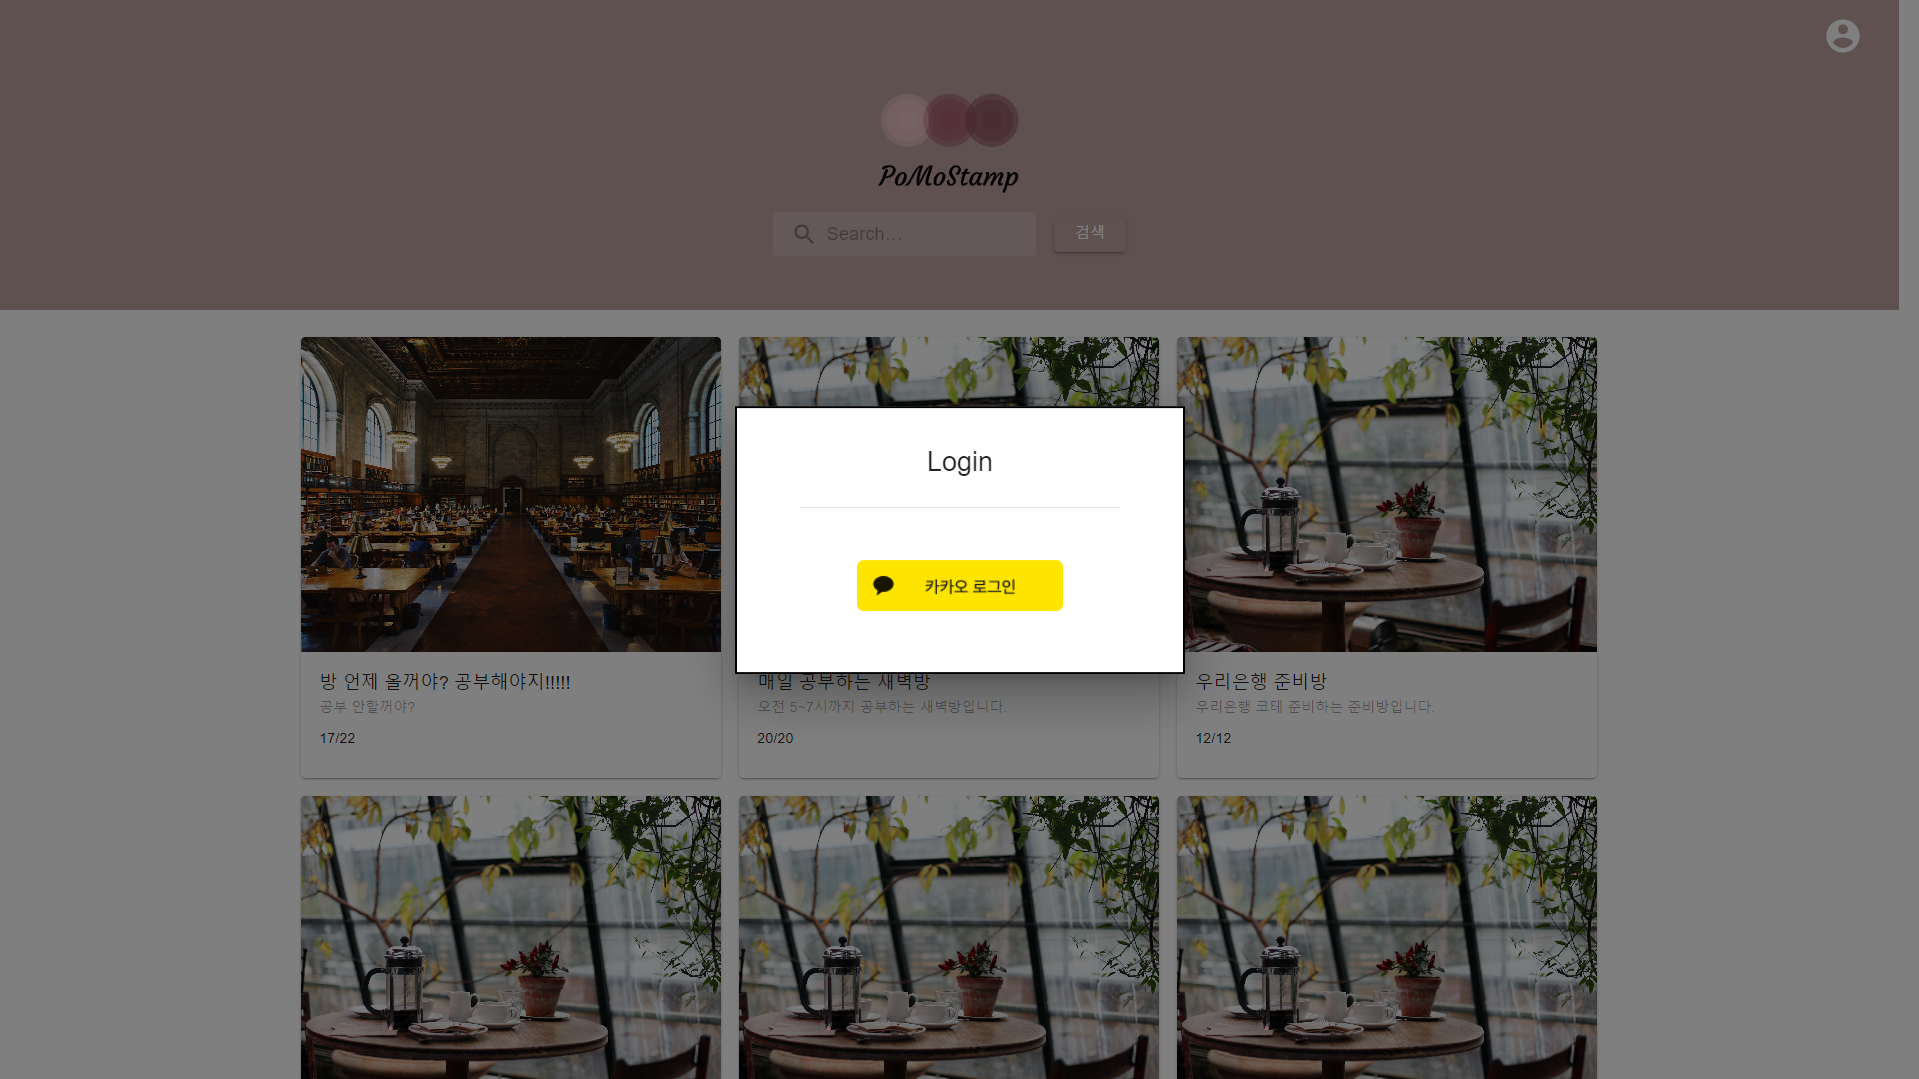 PoMoStamp
Search…
검색
Login
카카오 로그인
방 언제 올꺼야? 공부해야지!!!!!
공부 안할꺼야?
17/22
매일 공부하는 새벽방
오전 5~7시까지 공부하는 새벽방입니다.
20/20
우리은행 준비방
우리은행 코테 준비하는 준비방입니다.
12/12